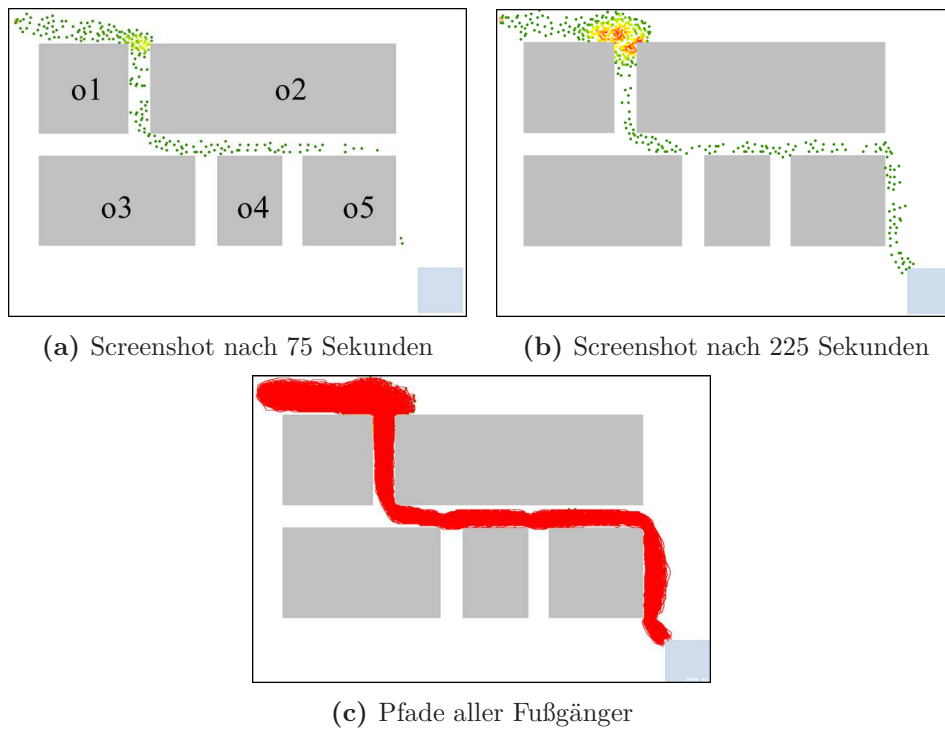 o1
o2
o3
o4
o5
(a) Screenshot nach 75 Sekunden
(b) Screenshot nach 225 Sekunden
(c) Pfade aller Fußgänger